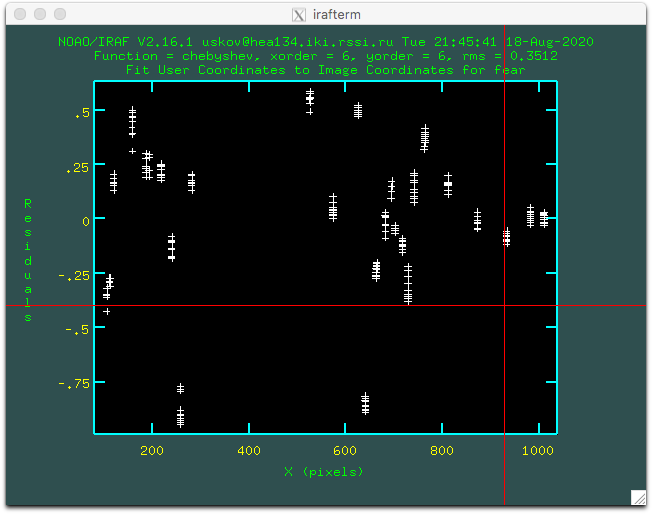 irafterm
NOAO/IRAF V2.16.1 uskov@hea134.iki.rssi.ru Tue 21:45:41 18-Aug-2020
Function = chebyshev, xorder = 6, yorder = 6, rms = 0.3512
Fit User Coordinates to Image Coordinates for fear
Residuals
.5
.25
0
-.25
-.5
-.75
200 400 600 800 1000
X (pixels)